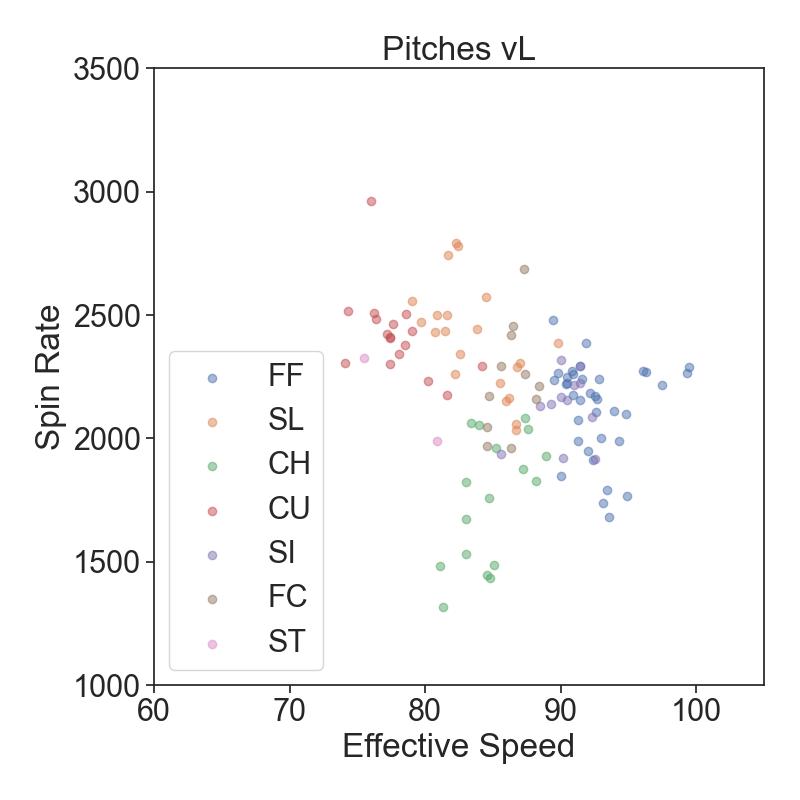 Pitches vL
3500
3000
2500
2000
1500
1000
Spin Rate
FF
SL
CH
CU
SI
FC
ST
60 70 80 90 100
Effective Speed